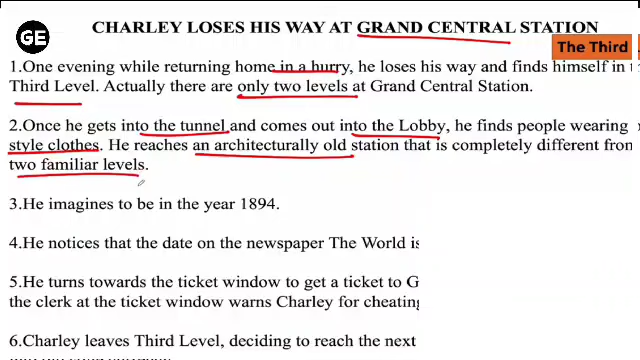 GE
CHARLEY LOSES HIS WAY AT GRAND CENTRAL STATION
The Third
1.One evening while returning home in a hurry, he loses his way and finds himself in
Third Level. Actually there are only two levels at Grand Central Station.
2.Once he gets into the tunnel and comes out into the Lobby, he finds people wearing
style clothes. He reaches an architecturally old station that is completely different from
two familiar levels.
3.He imagines to be in the year 1894.
4.He notices that the date on the newspaper The World is
5.He turns towards the ticket window to get a ticket to G
the clerk at the ticket window warns Charley for cheating
6.Charley leaves Third Level, deciding to reach the next